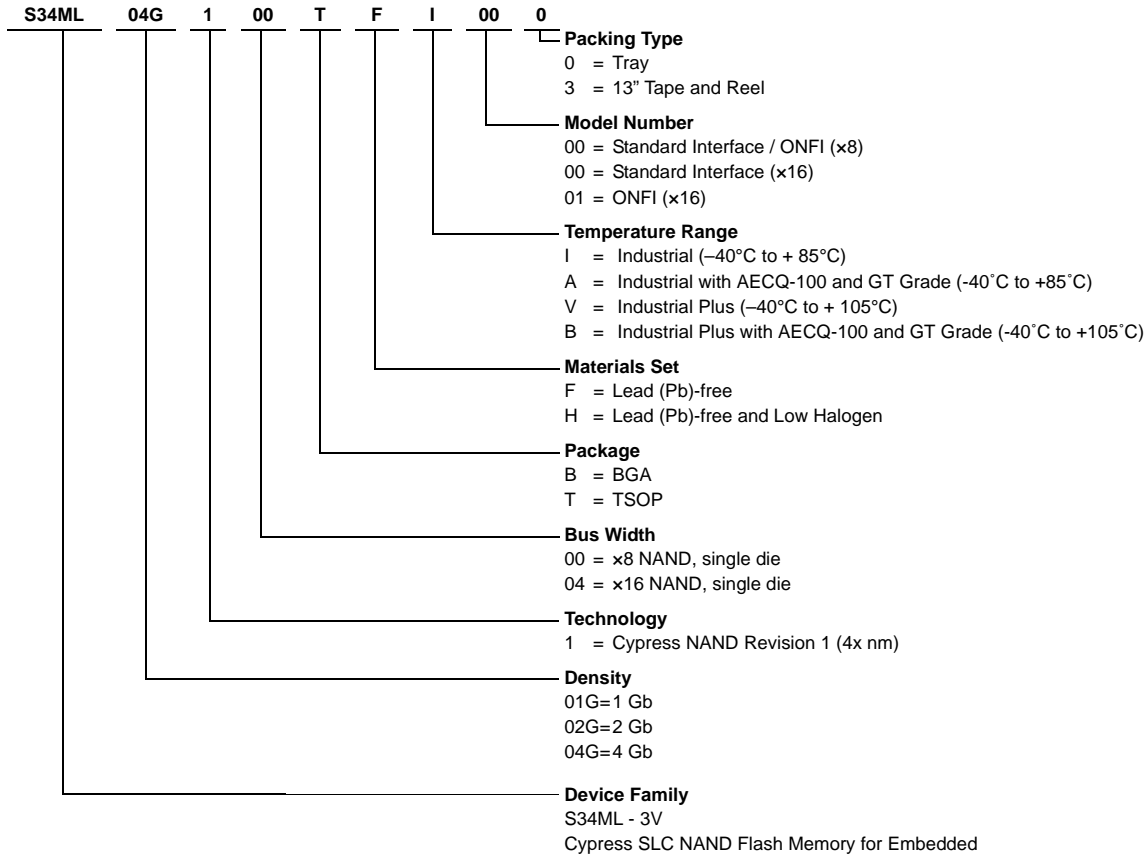 S34ML 04G 1 00 T F I 00 0
Packing Type
0 = Tray
3 = 13” Tape and Reel
Model Number
00 = Standard Interface / ONFI (×8)
00 = Standard Interface (×16)
01 = ONFI (×16)
Temperature Range
I = Industrial (–40°C to + 85°C)
A = Industrial with AECQ-100 and GT Grade (-40˚C to +85˚C)
V = Industrial Plus (–40°C to + 105°C)
B = Industrial Plus with AECQ-100 and GT Grade (-40˚C to +105˚C)
Materials Set
F = Lead (Pb)-free
H = Lead (Pb)-free and Low Halogen
Package
B = BGA
T = TSOP
Bus Width
00 = ×8 NAND, single die
04 = ×16 NAND, single die
Technology
1 = Cypress NAND Revision 1 (4x nm)
Density
01G=1 Gb
02G=2 Gb
04G=4 Gb
Device Family
S34ML - 3V
Cypress SLC NAND Flash Memory for Embedded